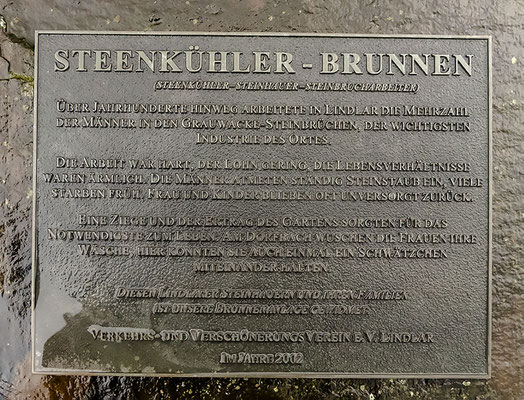 STEENKÜHLER - BRUNNEN
(STEENKÜHLER=STEINHAUER=STEINBRUCHARBEITER)
ÜBER JAHRHUNDERTE HINWEG ARBEITETE IN LINDLAR DIE MEHRZAHL
DER MÄNNER IN DEN GRAUWACKE-STEINBRÜCHEN, DER WICHTIGSTEN
INDUSTRIE DES ORTES.
DIE ARBEIT WAR HART, DER LOHN GERING, DIE LEBENSVERHÄLTNISSE
WAREN ÄRMLICH. DIE MÄNNER ATMETEN STÄNDIG STEINSTAUB EIN, VIELE
STARBEN FRÜH, FRAU UND KINDER BLIEBEN OFT UNVERSORGT ZURÜCK.
EINE ZIEGE UND DER ERTRAG DES GARTENS SORGTEN FÜR DAS
NOTWENDIGSTE ZUM LEBEN. AM DORFBACH WUSCHEN DIE FRAUEN IHRE
WÄSCHE, HIER KONNTEN SIE AUCH EINMAL EIN SCHWÄTZCHEN
MITEINANDER HALTEN.
DIESEN LINDLARER STEINHAUERN UND IHREN FAMILIEN
IST UNSERE BRUNNENANLAGE GEWIDMET.
VERKEHRS- UND VERSCHÖNERUNGSVEREIN E.V. LINDLAR
IM JAHRE 2002